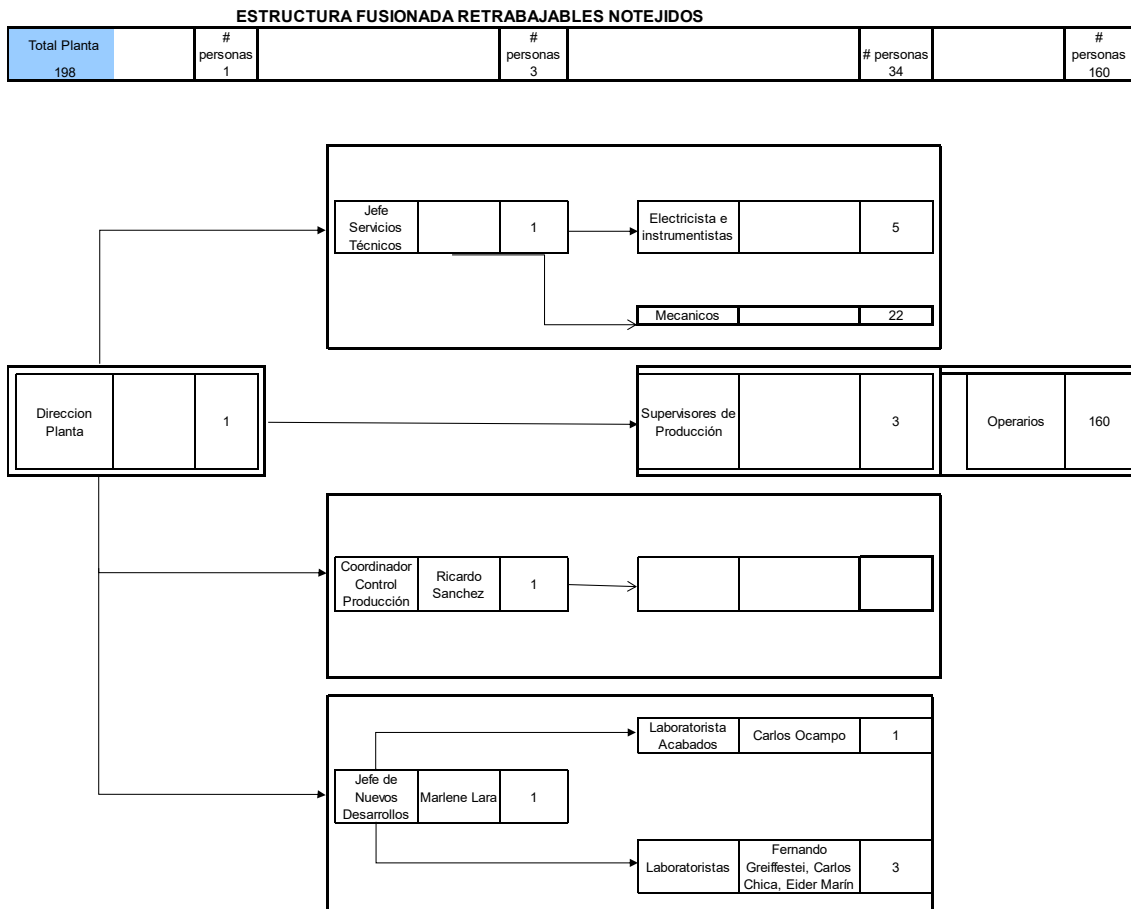 ESTRUCTURA FUSIONADA RETRABAJABLES NOTEJIDOS
Total Planta
198
#
personas
1
#
personas
3
# personas
34
#
personas
160
Jefe
Servicios
Técnicos
1
Electricista e
instrumentistas
5
Mecanicos
22
Direccion
Planta
1
Supervisores de
Producción
3
Operarios
160
Coordinador
Control
Producción
Ricardo
Sanchez
1
Laboratorista
Acabados
Carlos Ocampo
1
Jefe de
Nuevos
Desarrollos
Marlene Lara
1
Laboratoristas
Fernando
Greiffestei, Carlos
Chica, Eider Marín
3